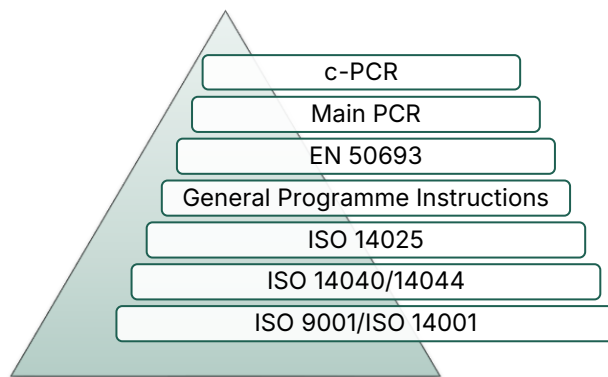 c-PCR
Main PCR
EN 50693
General Programme Instructions
ISO 14025
ISO 14040/14044
ISO 9001/ISO 14001